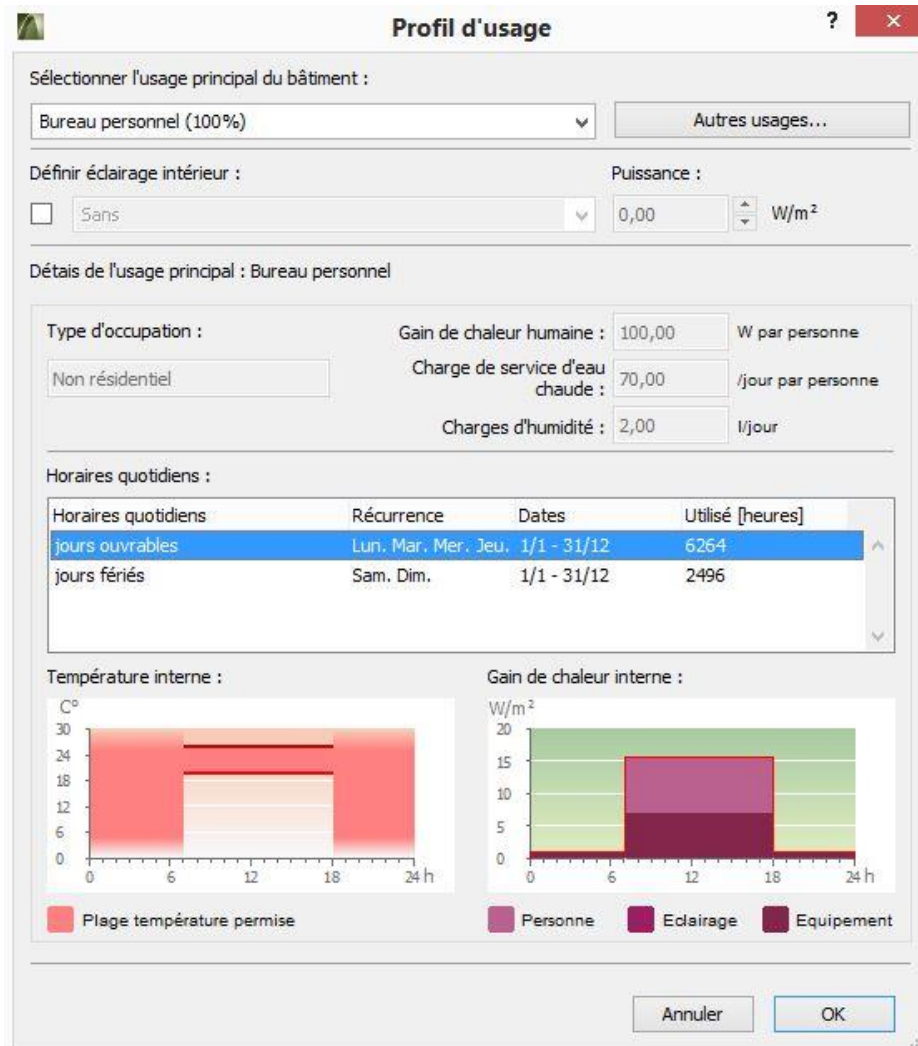 Profil d'usage
?
Sélectionner l'usage principal du bâtiment :
Bureau personnel (100%)
Autres usages...
Définir éclairage intérieur :
Puissance :
Sans
0,00
W/m²
Détais de l'usage principal : Bureau personnel
Type d'occupation :
Non résidentiel
Gain de chaleur humaine : 100,00 W par personne
Charge de service d'eau
chaude : 70,00 /jour par personne
Charges d'humidité : 2,00 l/jour
Horaires quotidiens :
Horaires quotidiens Récurrence Dates Utilisé [heures]
jours ouvrables Lun. Mar. Mer. Jeu. 1/1 - 31/12 6264
jours fériés Sam. Dim. 1/1 - 31/12 2496
Température interne :
C°
30
24
18
12
6
0
0 6 12 18 24 h
Plage température permise
Gain de chaleur interne :
W/m²
20
15
10
5
0
0 6 12 18 24 h
Personne Eclairage Equipement
Annuler OK